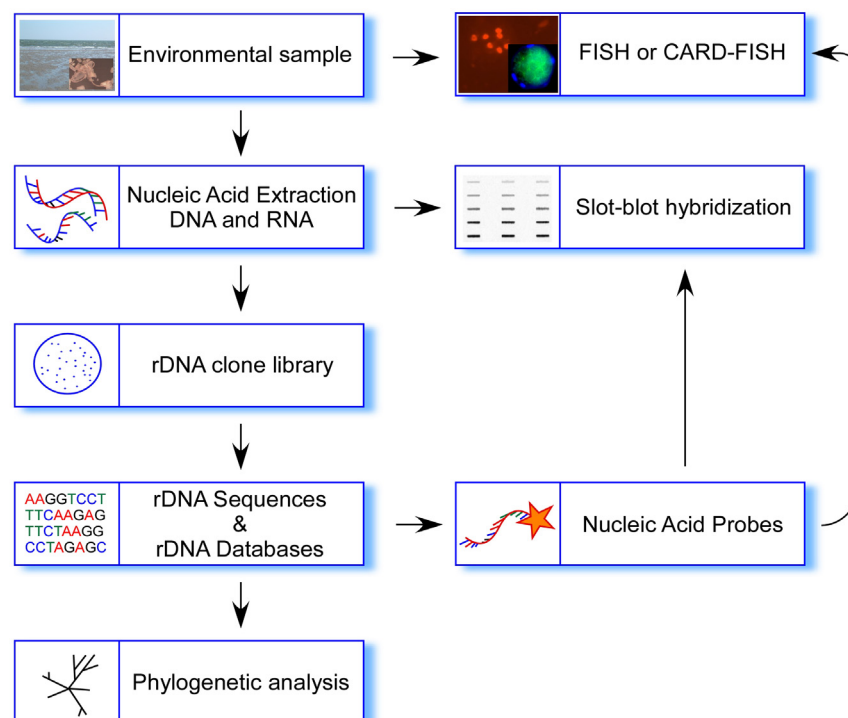 Environmental sample
FISH or CARD-FISH
Nucleic Acid Extraction
DNA and RNA
Slot-blot hybridization
rDNA clone library
AAGGTCCT
TTCAAGAG
TTCTAAGG
CCTAGAGC
rDNA Sequences
&
rDNA Databases
Nucleic Acid Probes
Phylogenetic analysis